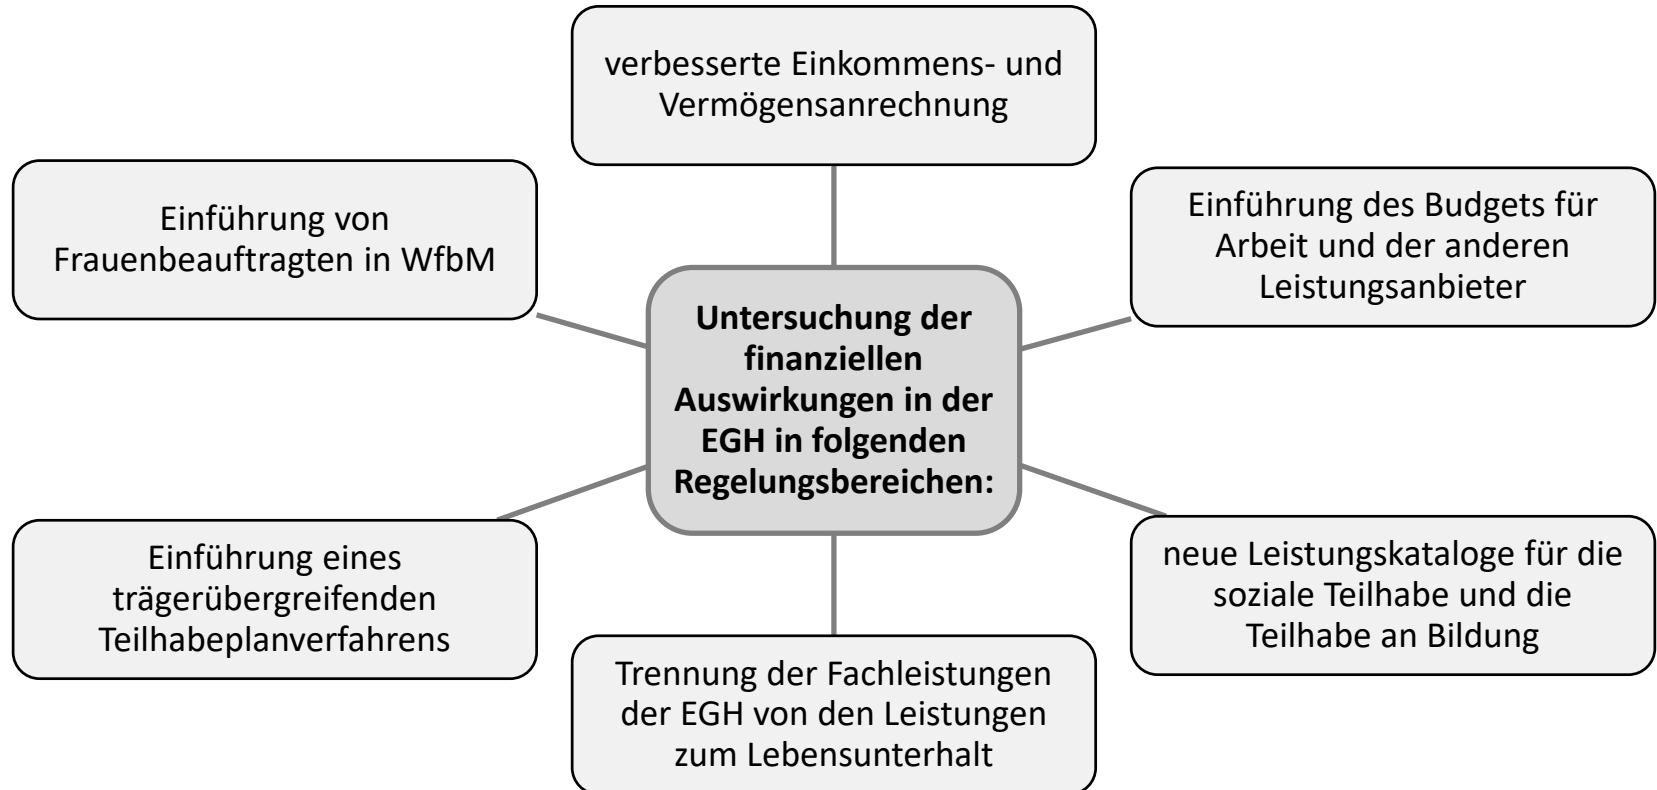 verbesserte Einkommens- und
Vermögensanrechnung
Einführung von
Frauenbeauftragten in WfbM
Einführung des Budgets für
Arbeit und der anderen
Leistungsanbieter
Untersuchung der
finanziellen
Auswirkungen in der
EGH in folgenden
Regelungsbereichen:
Einführung eines
trägerübergreifenden
Teilhabeplanverfahrens
neue Leistungskataloge für die
soziale Teilhabe und die
Teilhabe an Bildung
Trennung der Fachleistungen
der EGH von den Leistungen
zum Lebensunterhalt